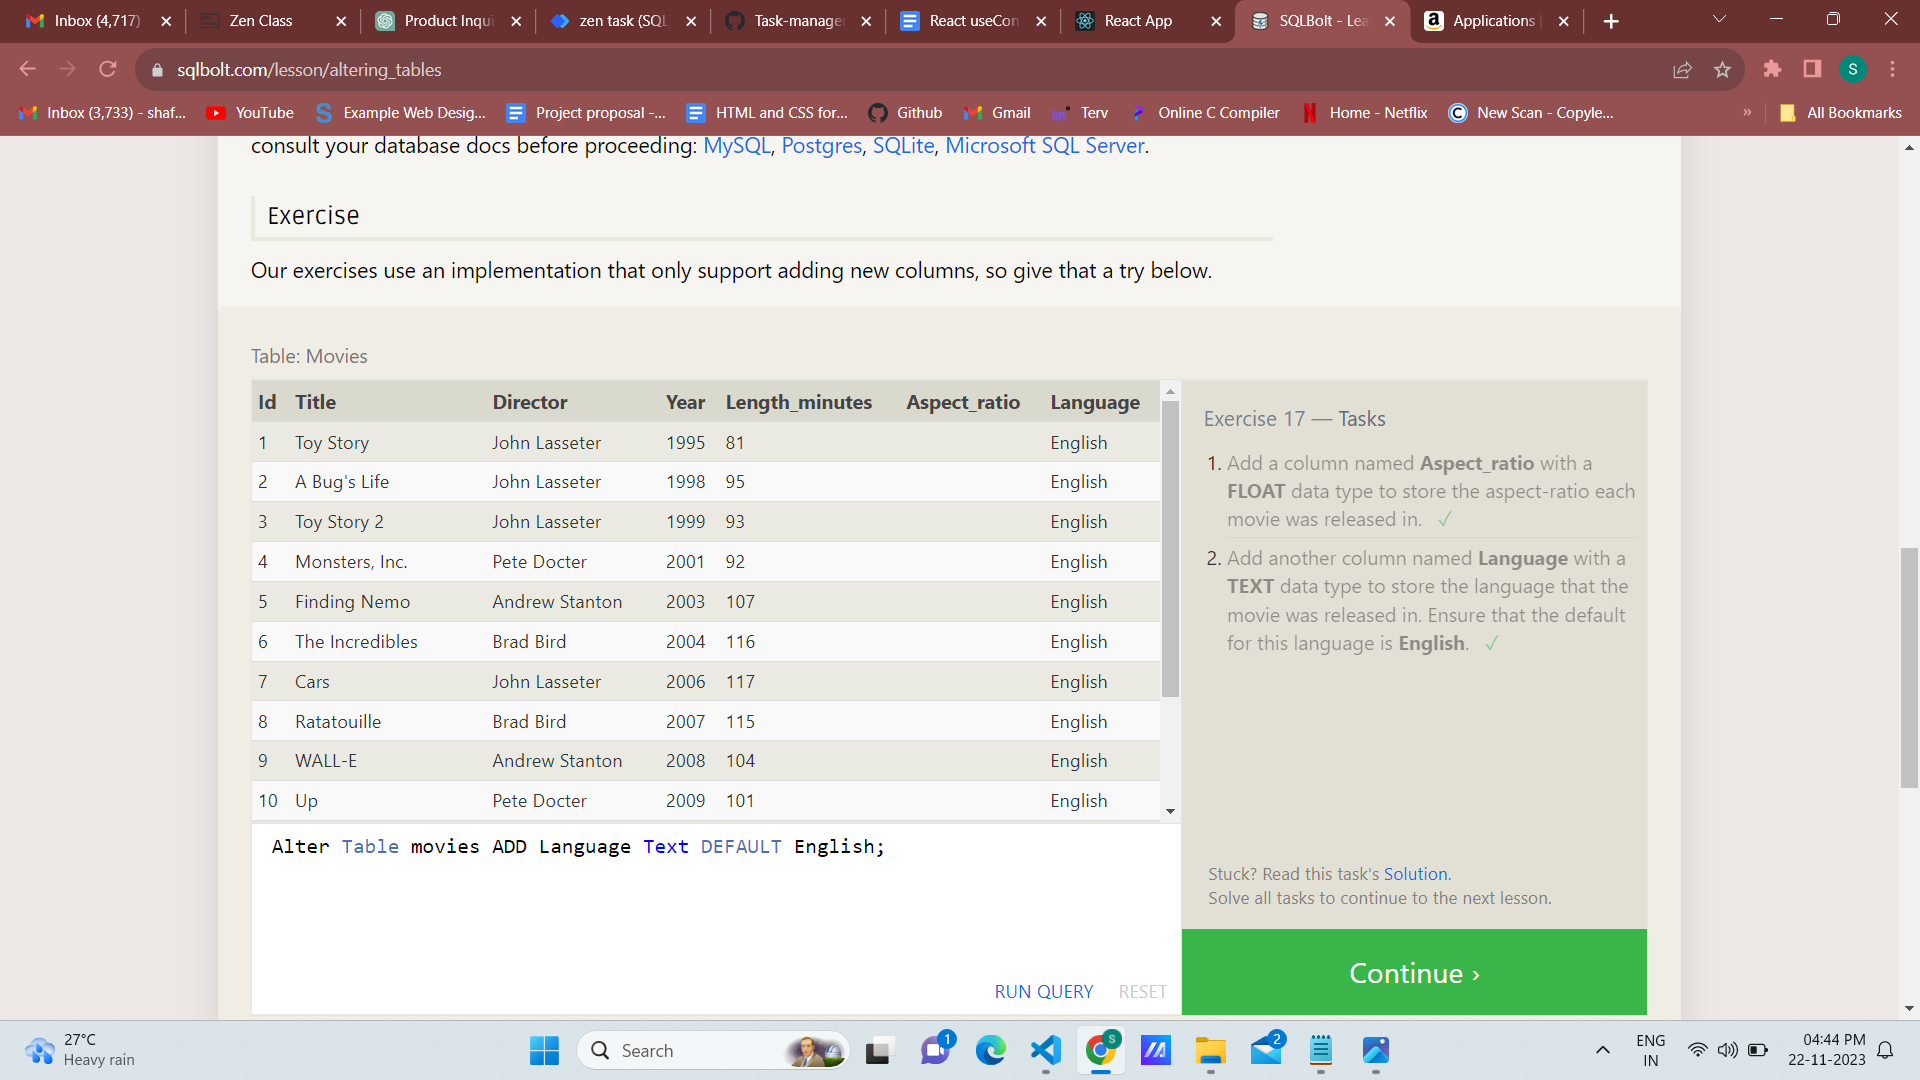 Inbox (4,717)
Zen Class
Product Inqui
zen task (SQL
Task-manage
React useCon
React App
SQLBolt - Lea
Applications
sqlbolt.com/lesson/altering_tables
S
Inbox (3,733) - shaf...
YouTube
Example Web Desig...
Project proposal -...
HTML and CSS for...
Github
Gmail
Terv
Online C Compiler
Home - Netflix
New Scan - Copyle...
»
All Bookmarks
consult your database docs before proceeding: MySQL, Postgres, SQLite, Microsoft SQL Server.
Exercise
Our exercises use an implementation that only support adding new columns, so give that a try below.
Table: Movies
Id Title Director Year Length_minutes Aspect_ratio Language
1 Toy Story John Lasseter 1995 81 English
2 A Bug's Life John Lasseter 1998 95 English
3 Toy Story 2 John Lasseter 1999 93 English
4 Monsters, Inc. Pete Docter 2001 92 English
5 Finding Nemo Andrew Stanton 2003 107 English
6 The Incredibles Brad Bird 2004 116 English
7 Cars John Lasseter 2006 117 English
8 Ratatouille Brad Bird 2007 115 English
9 WALL-E Andrew Stanton 2008 104 English
10 Up Pete Docter 2009 101 English
Alter Table movies ADD Language Text DEFAULT English;
RUN QUERY RESET
Exercise 17 — Tasks
1. Add a column named Aspect_ratio with a
FLOAT data type to store the aspect-ratio each
movie was released in. ✓
2. Add another column named Language with a
TEXT data type to store the language that the
movie was released in. Ensure that the default
for this language is English. ✓
Stuck? Read this task's Solution.
Solve all tasks to continue to the next lesson.
Continue ›
27°C
Heavy rain
Search
1
S
2
ENG
IN
04:44 PM
22-11-2023